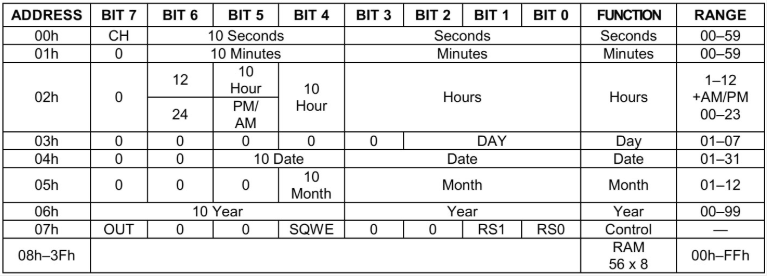 ADDRESS BIT 7 BIT 6 BIT 5 BIT 4 BIT 3 BIT 2 BIT 1 BIT 0 FUNCTION RANGE
00h CH 10 Seconds Seconds Seconds 00–59
01h 0 10 Minutes Minutes Minutes 00–59
02h 0 12 10 Hour 10 Hour Hours Hours 1–12 +AM/PM 00–23
24 PM/ AM
03h 0 0 0 0 0 DAY Day 01–07
04h 0 0 10 Date Date Date 01–31
05h 0 0 0 10 Month Month Month 01–12
06h 10 Year Year Year 00–99
07h OUT 0 0 SQWE 0 0 RS1 RS0 Control —
08h–3Fh RAM 56 x 8 00h–FFh